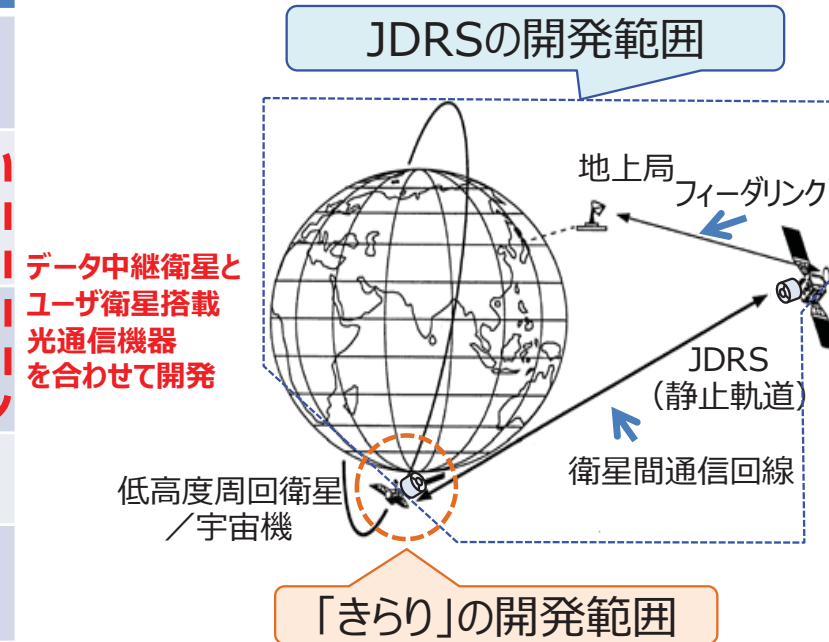 JDRSの開発範囲
地上局
フィーダリンク
データ中継衛星と
ユーザ衛星搭載
光通信機器
を合わせて開発
JDRS
(静止軌道)
衛星間通信回線
低高度周回衛星
/宇宙機
「きらり」の開発範囲